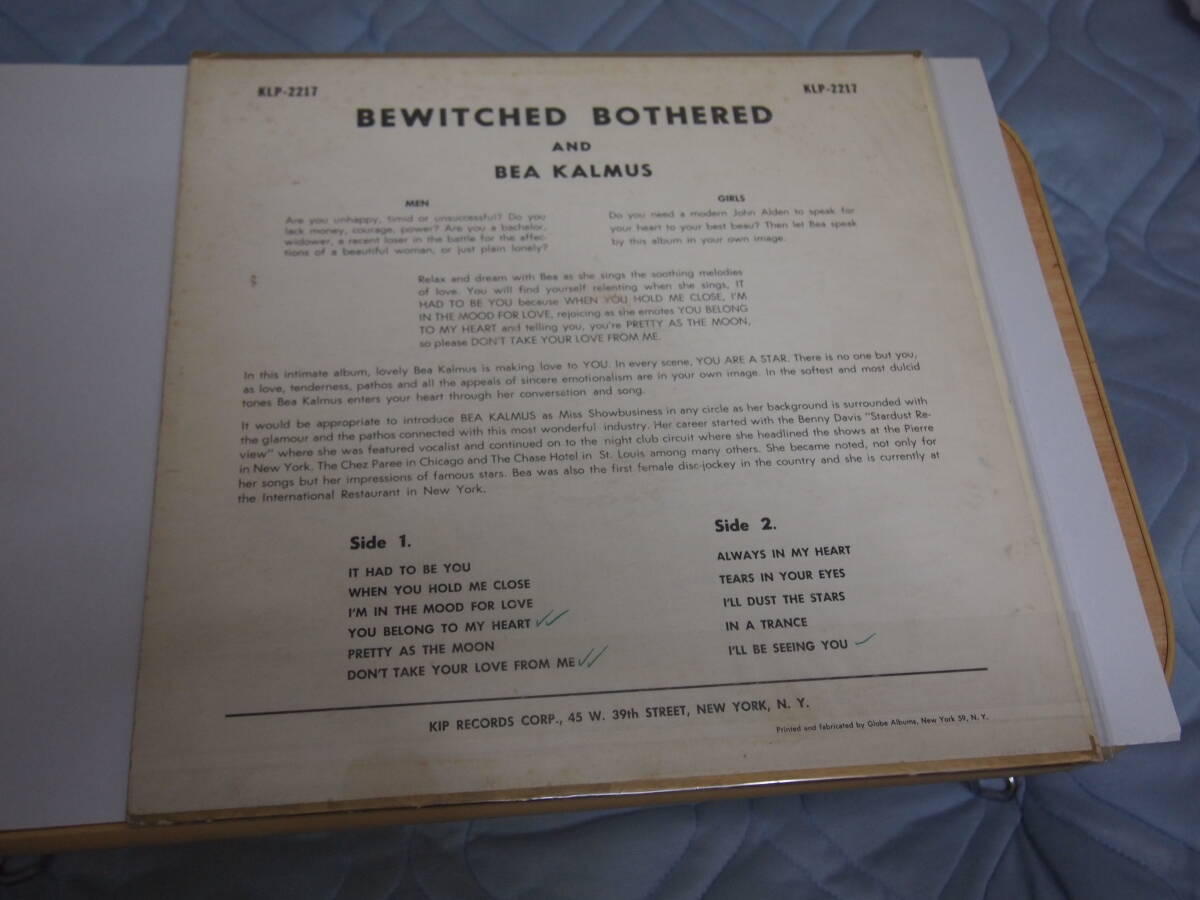 KLP-2217
KLP-2217
BEWITCHED BOTHERED
AND
BEA KALMUS
MEN
Are you unhappy, timid or unsuccessful? Do you
lack money, courage, power? Are you a bachelor,
widower, a recent loser in the battle for the affec-
tions of a beautiful woman, or just plain lonely?
GIRLS
Do you need a modern John Alden to speak for
your heart to your best beau? Then let Bea speak
by this album in your own image.
Relax and dream with Bea as she sings the soothing melodies
of love. You will find yourself relenting when she sings, IT
HAD TO BE YOU because WHEN YOU HOLD ME CLOSE, I'M
IN THE MOOD FOR LOVE, rejoicing as she emotes YOU BELONG
TO MY HEART and telling you, you're PRETTY AS THE MOON,
so please DON'T TAKE YOUR LOVE FROM ME.
In this intimate album, lovely Bea Kalmus is making love to YOU. In every scene, YOU ARE A STAR. There is no one but you,
as love, tenderness, pathos and all the appeals of sincere emotionalism are in your own image. In the softest and most dulcid
tones Bea Kalmus enters your heart through her conversation and song.
It would be appropriate to introduce BEA KALMUS as Miss Showbusiness in any circle as her background is surrounded with
the glamour and the pathos connected with this most wonderful industry. Her career started with the Benny Davis "Stardust Re-
view" where she was featured vocalist and continued on to the night club circuit where she headlined the shows at the Pierre
in New York. The Chez Paree in Chicago and The Chase Hotel in St. Louis among many others. She became noted, not only for
her songs but her impressions of famous stars. Bea was also the first female disc-jockey in the country and she is currently at
the International Restaurant in New York.
Side 1.
IT HAD TO BE YOU
WHEN YOU HOLD ME CLOSE
I'M IN THE MOOD FOR LOVE
YOU BELONG TO MY HEART
PRETTY AS THE MOON
DON'T TAKE YOUR LOVE FROM ME
Side 2.
ALWAYS IN MY HEART
TEARS IN YOUR EYES
I'LL DUST THE STARS
IN A TRANCE
I'LL BE SEEING YOU
KIP RECORDS CORP., 45 W. 39th STREET, NEW YORK, N. Y.
Printed and fabricated by Globe Albums, New York 59, N. Y.